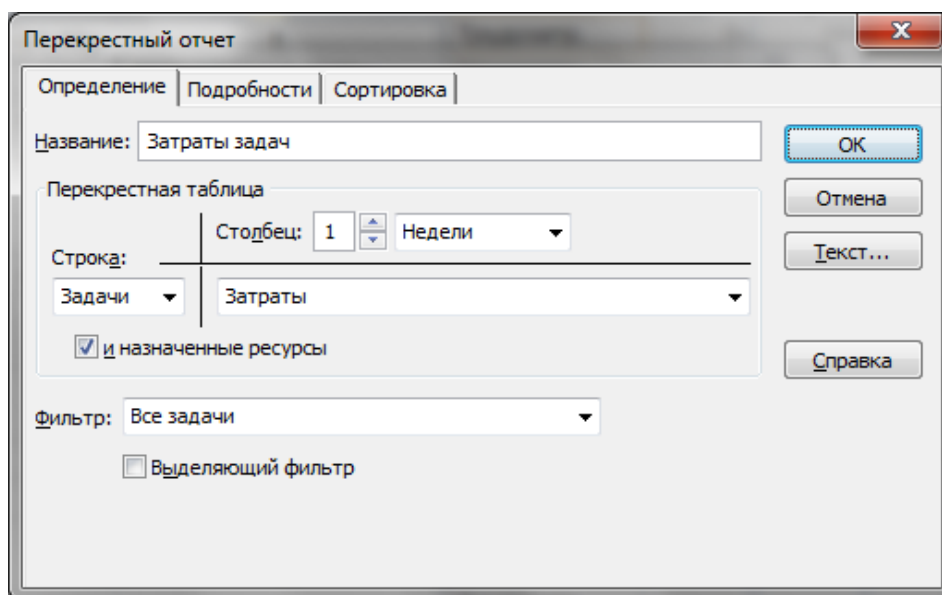 Перекрестный отчет
Определение Подробности Сортировка
Название: Затраты задач
ОК
Перекрестная таблица
Отмена
Столбец: 1 Недели
Строка:
Текст...
Задачи Затраты
и назначенные ресурсы
Справка
Фильтр: Все задачи
Выделяющий фильтр